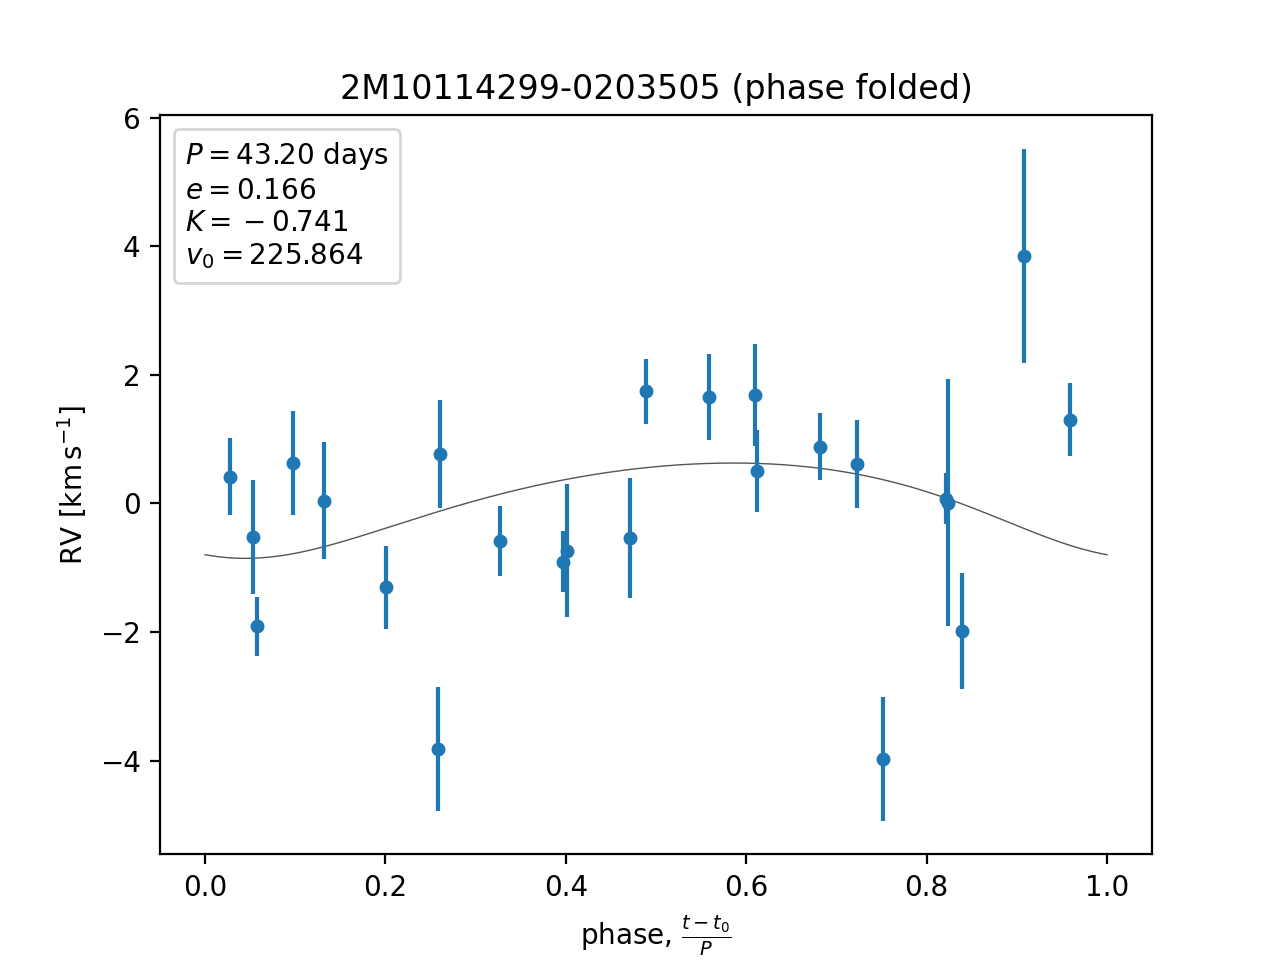 2M10114299-0203505 (phase folded)
P = 43.20 days
e = 0.166
K = −0.741
v₀ = 225.864
6
4
2
0
−2
−4
RV [km s⁻¹]
0.0 0.2 0.4 0.6 0.8 1.0
phase, (t − t₀)/P